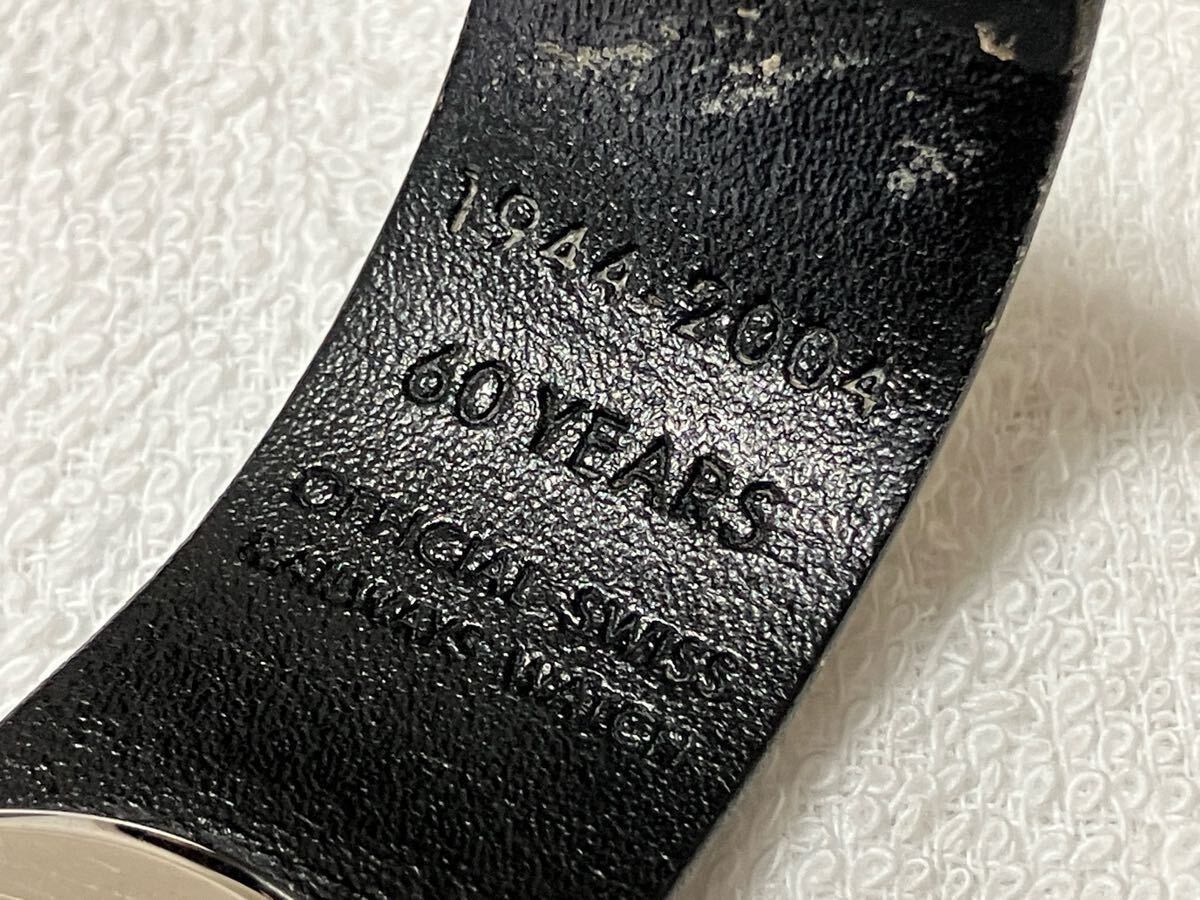 1944-2004
60 YEARS
OFFICIAL SWISS
RAILWAYS WATCH